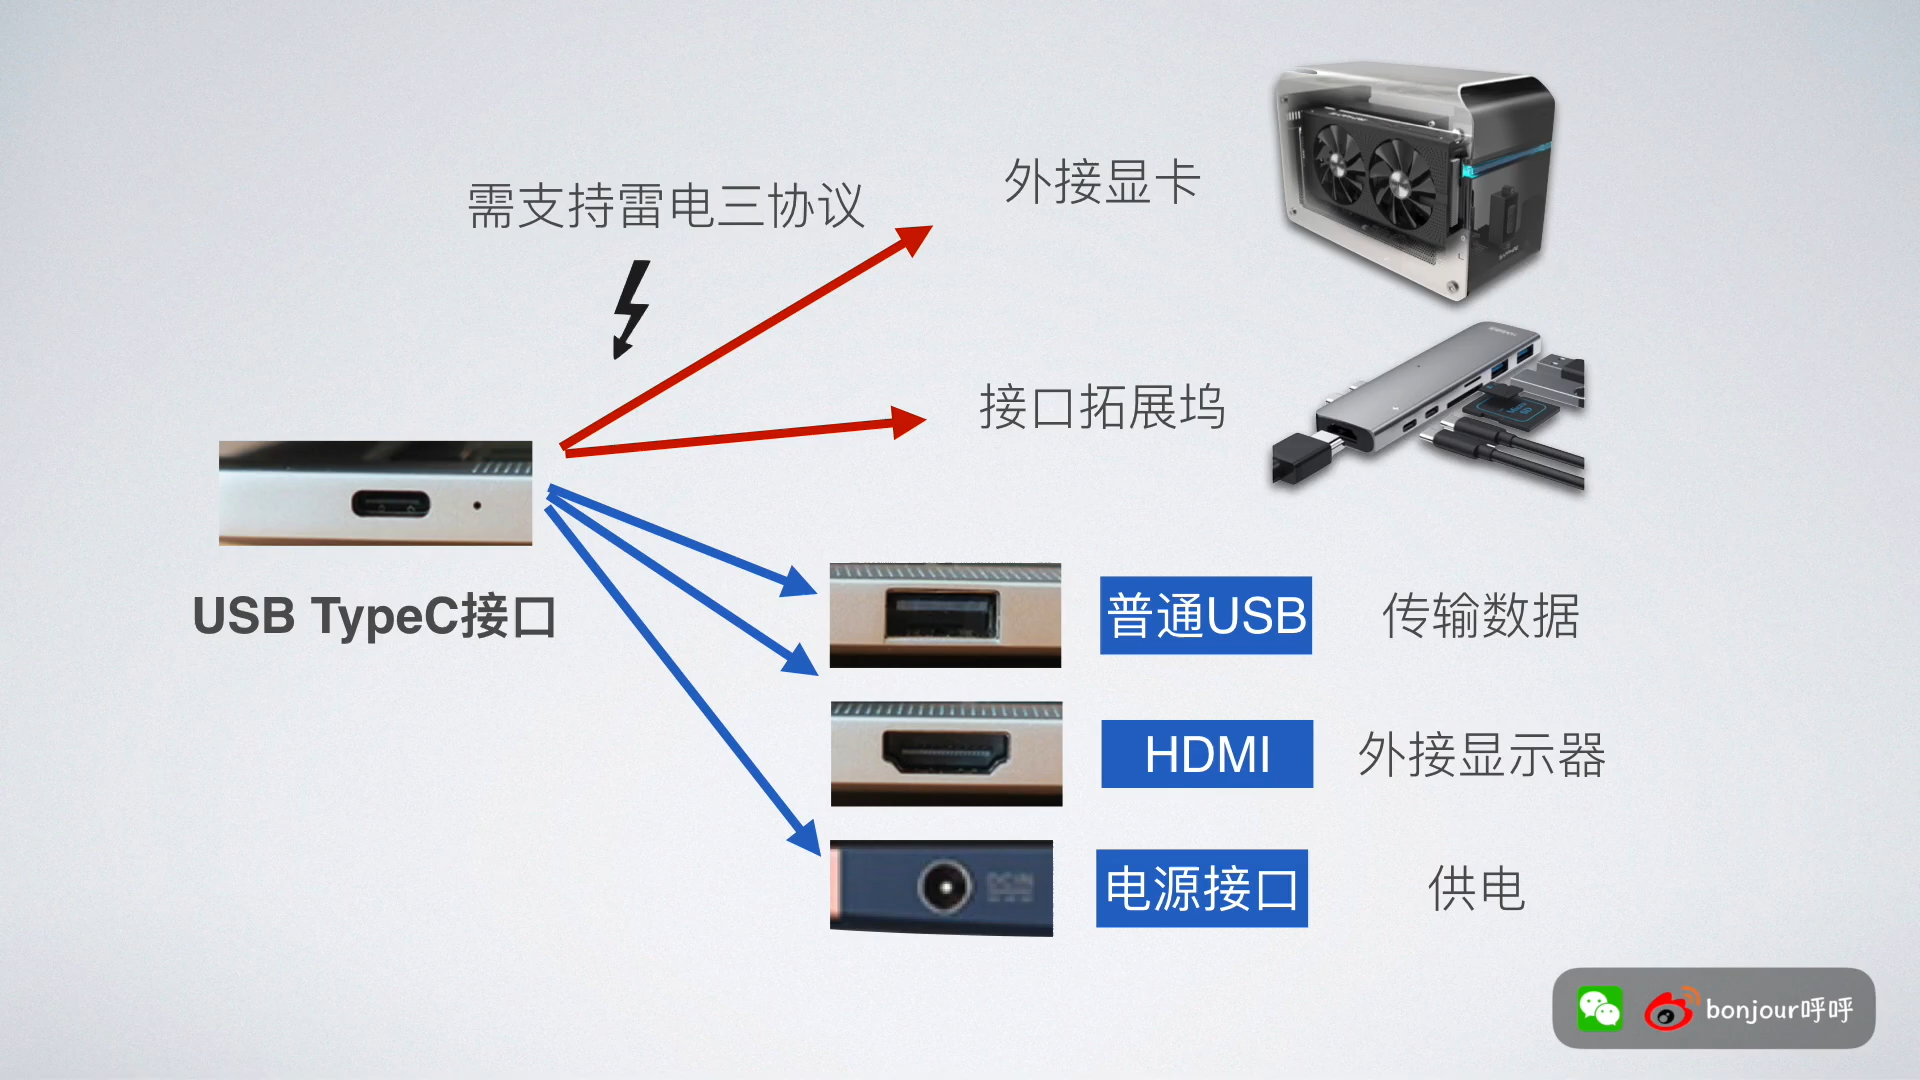 需支持雷电三协议
外接显卡
接口拓展坞
USB TypeC接口
普通USB
传输数据
HDMI
外接显示器
DC IN
电源接口
供电
bonjour呼呼